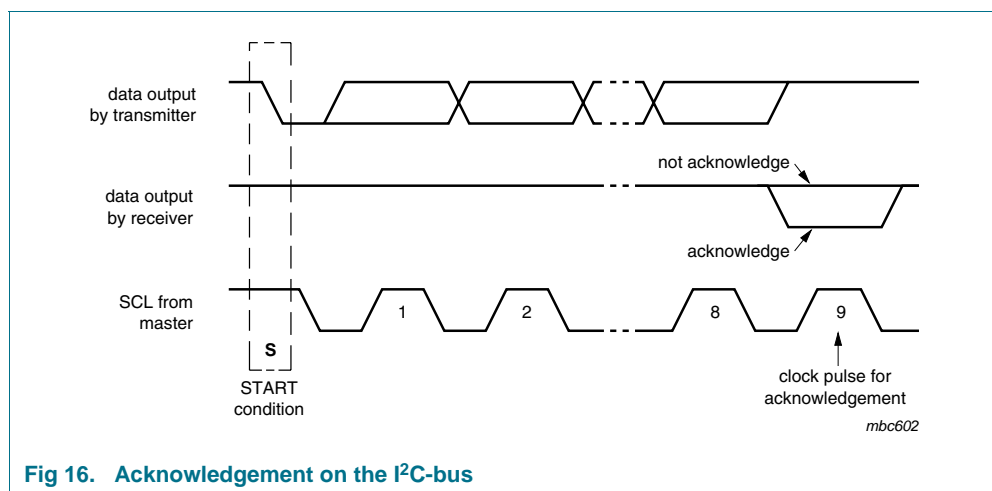 data output
by transmitter
not acknowledge
data output
by receiver
acknowledge
SCL from
master
1
2
8
9
S
START
condition
clock pulse for
acknowledgement
mbc602
Fig 16. Acknowledgement on the I²C-bus